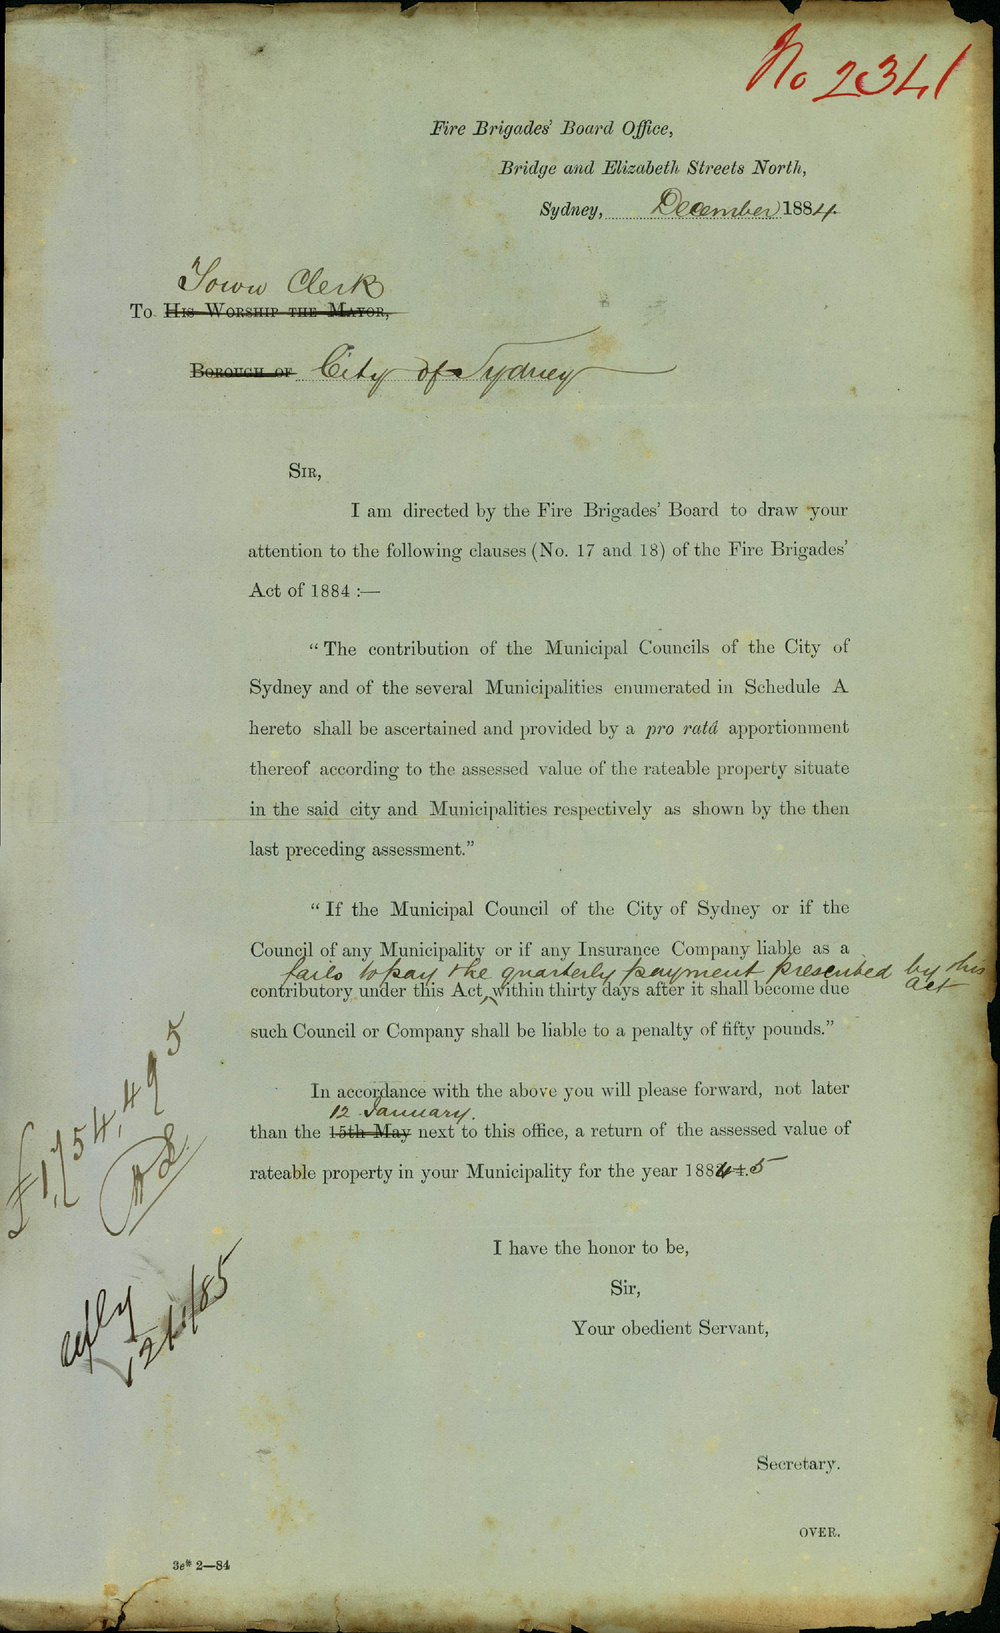 No 2341
Fire Brigades' Board Office,
Bridge and Elizabeth Streets North,
Sydney, December 1884.
Town Clerk
To His Worship the Mayor,
Borough of City of Sydney
Sir,
I am directed by the Fire Brigades' Board to draw your
attention to the following clauses (No. 17 and 18) of the Fire Brigades'
Act of 1884 :—
"The contribution of the Municipal Councils of the City of
Sydney and of the several Municipalities enumerated in Schedule A
hereto shall be ascertained and provided by a pro ratâ apportionment
thereof according to the assessed value of the rateable property situate
in the said city and Municipalities respectively as shown by the then
last preceding assessment."
"If the Municipal Council of the City of Sydney or if the
Council of any Municipality or if any Insurance Company liable as a
fails to pay the quarterly payment prescribed by this
act
contributory under this Act, within thirty days after it shall become due
such Council or Company shall be liable to a penalty of fifty pounds."
In accordance with the above you will please forward, not later
12 January.
than the 15th May next to this office, a return of the assessed value of
rateable property in your Municipality for the year 1884.5
£1,754,495
12/1/85
I have the honor to be,
Sir,
Your obedient Servant,
Secretary.
OVER.
3e* 2—84